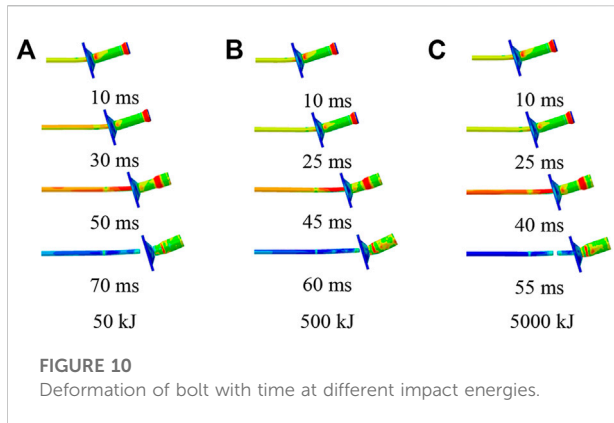 A B C
10 ms 10 ms 10 ms
30 ms 25 ms 25 ms
50 ms 45 ms 40 ms
70 ms 60 ms 55 ms
50 kJ 500 kJ 5000 kJ
FIGURE 10
Deformation of bolt with time at different impact energies.